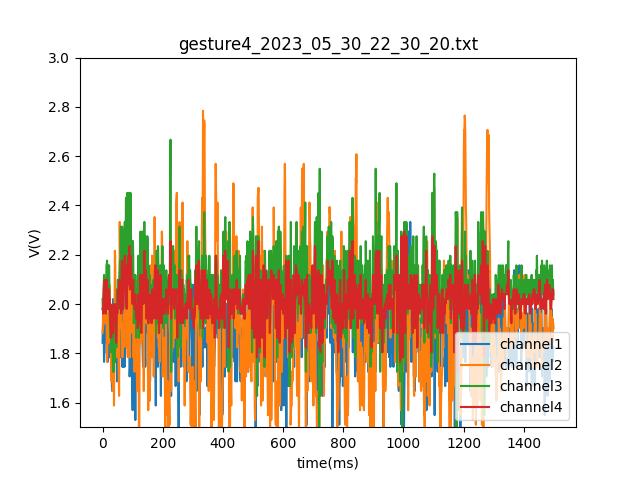 gesture4_2023_05_30_22_30_20.txt
V(V)
3.0
2.8
2.6
2.4
2.2
2.0
1.8
1.6
channel1
channel2
channel3
channel4
0 200 400 600 800 1000 1200 1400
time(ms)